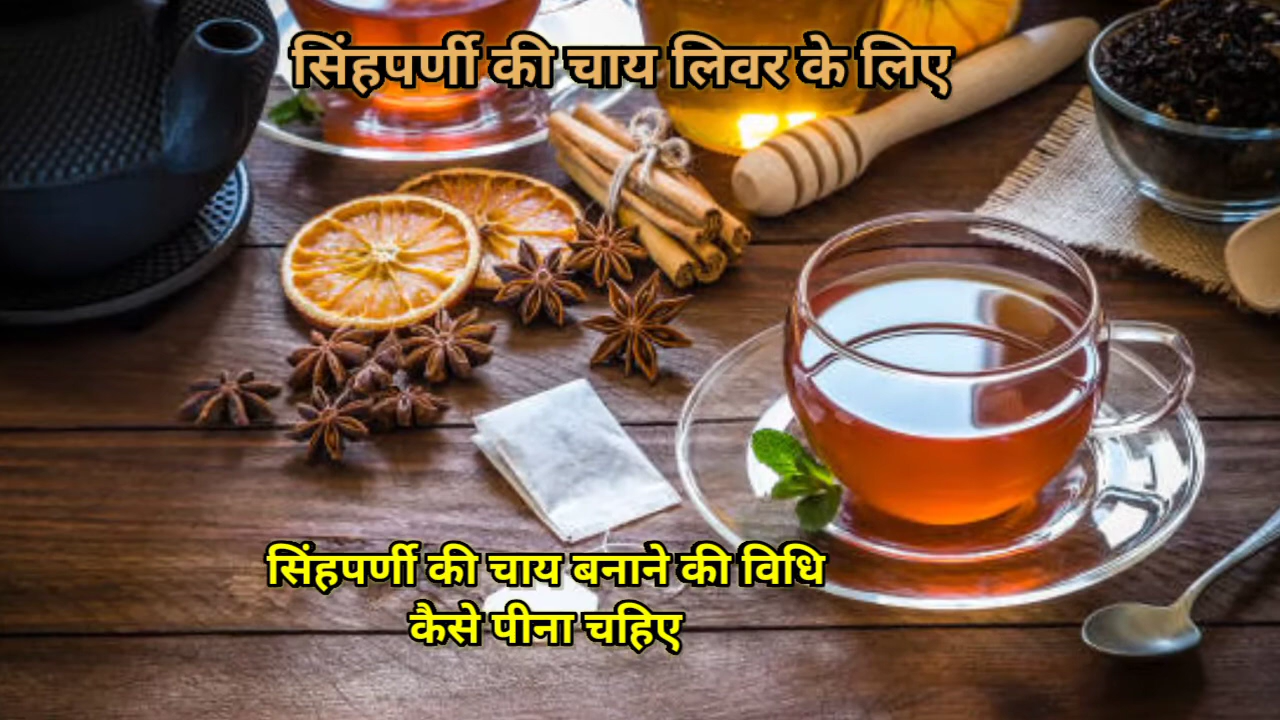 सिंहपर्णी की चाय लिवर के लिए
सिंहपर्णी की चाय बनाने की विधि
कैसे पीना चहिए